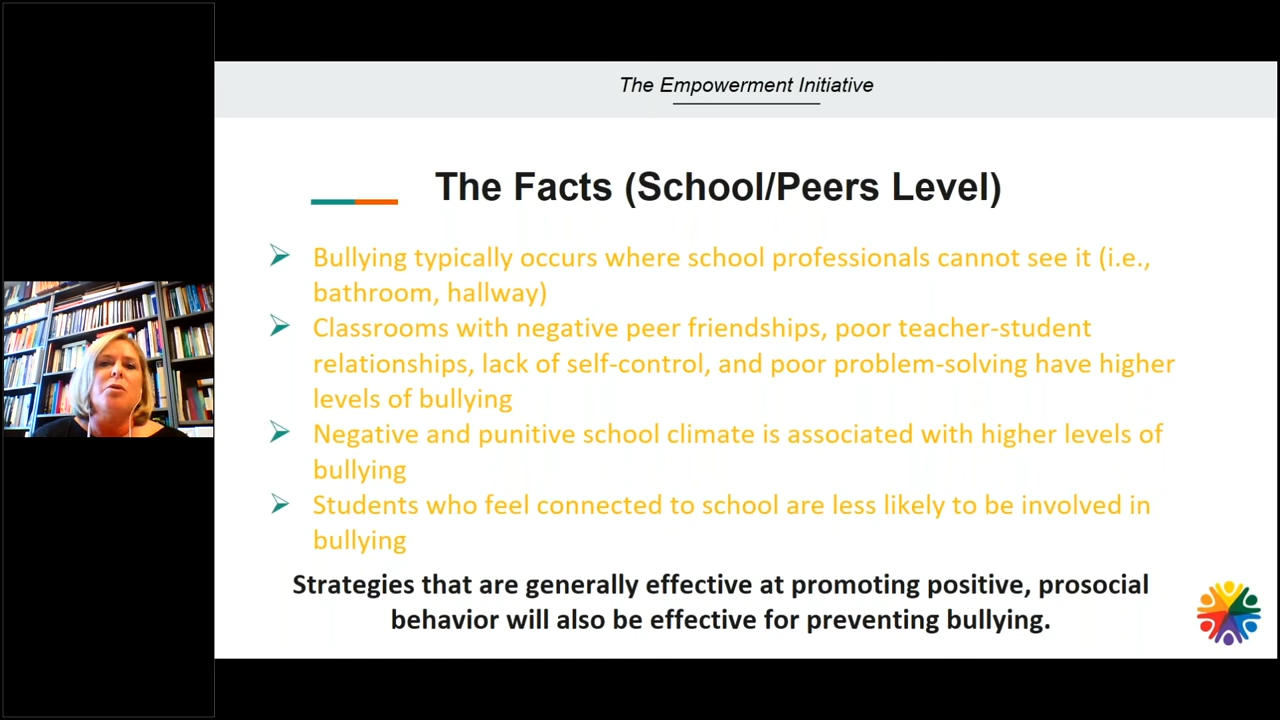 The Empowerment Initiative
The Facts (School/Peers Level)
Bullying typically occurs where school professionals cannot see it (i.e.,
bathroom, hallway)
Classrooms with negative peer friendships, poor teacher-student
relationships, lack of self-control, and poor problem-solving have higher
levels of bullying
Negative and punitive school climate is associated with higher levels of
bullying
Students who feel connected to school are less likely to be involved in
bullying
Strategies that are generally effective at promoting positive, prosocial
behavior will also be effective for preventing bullying.